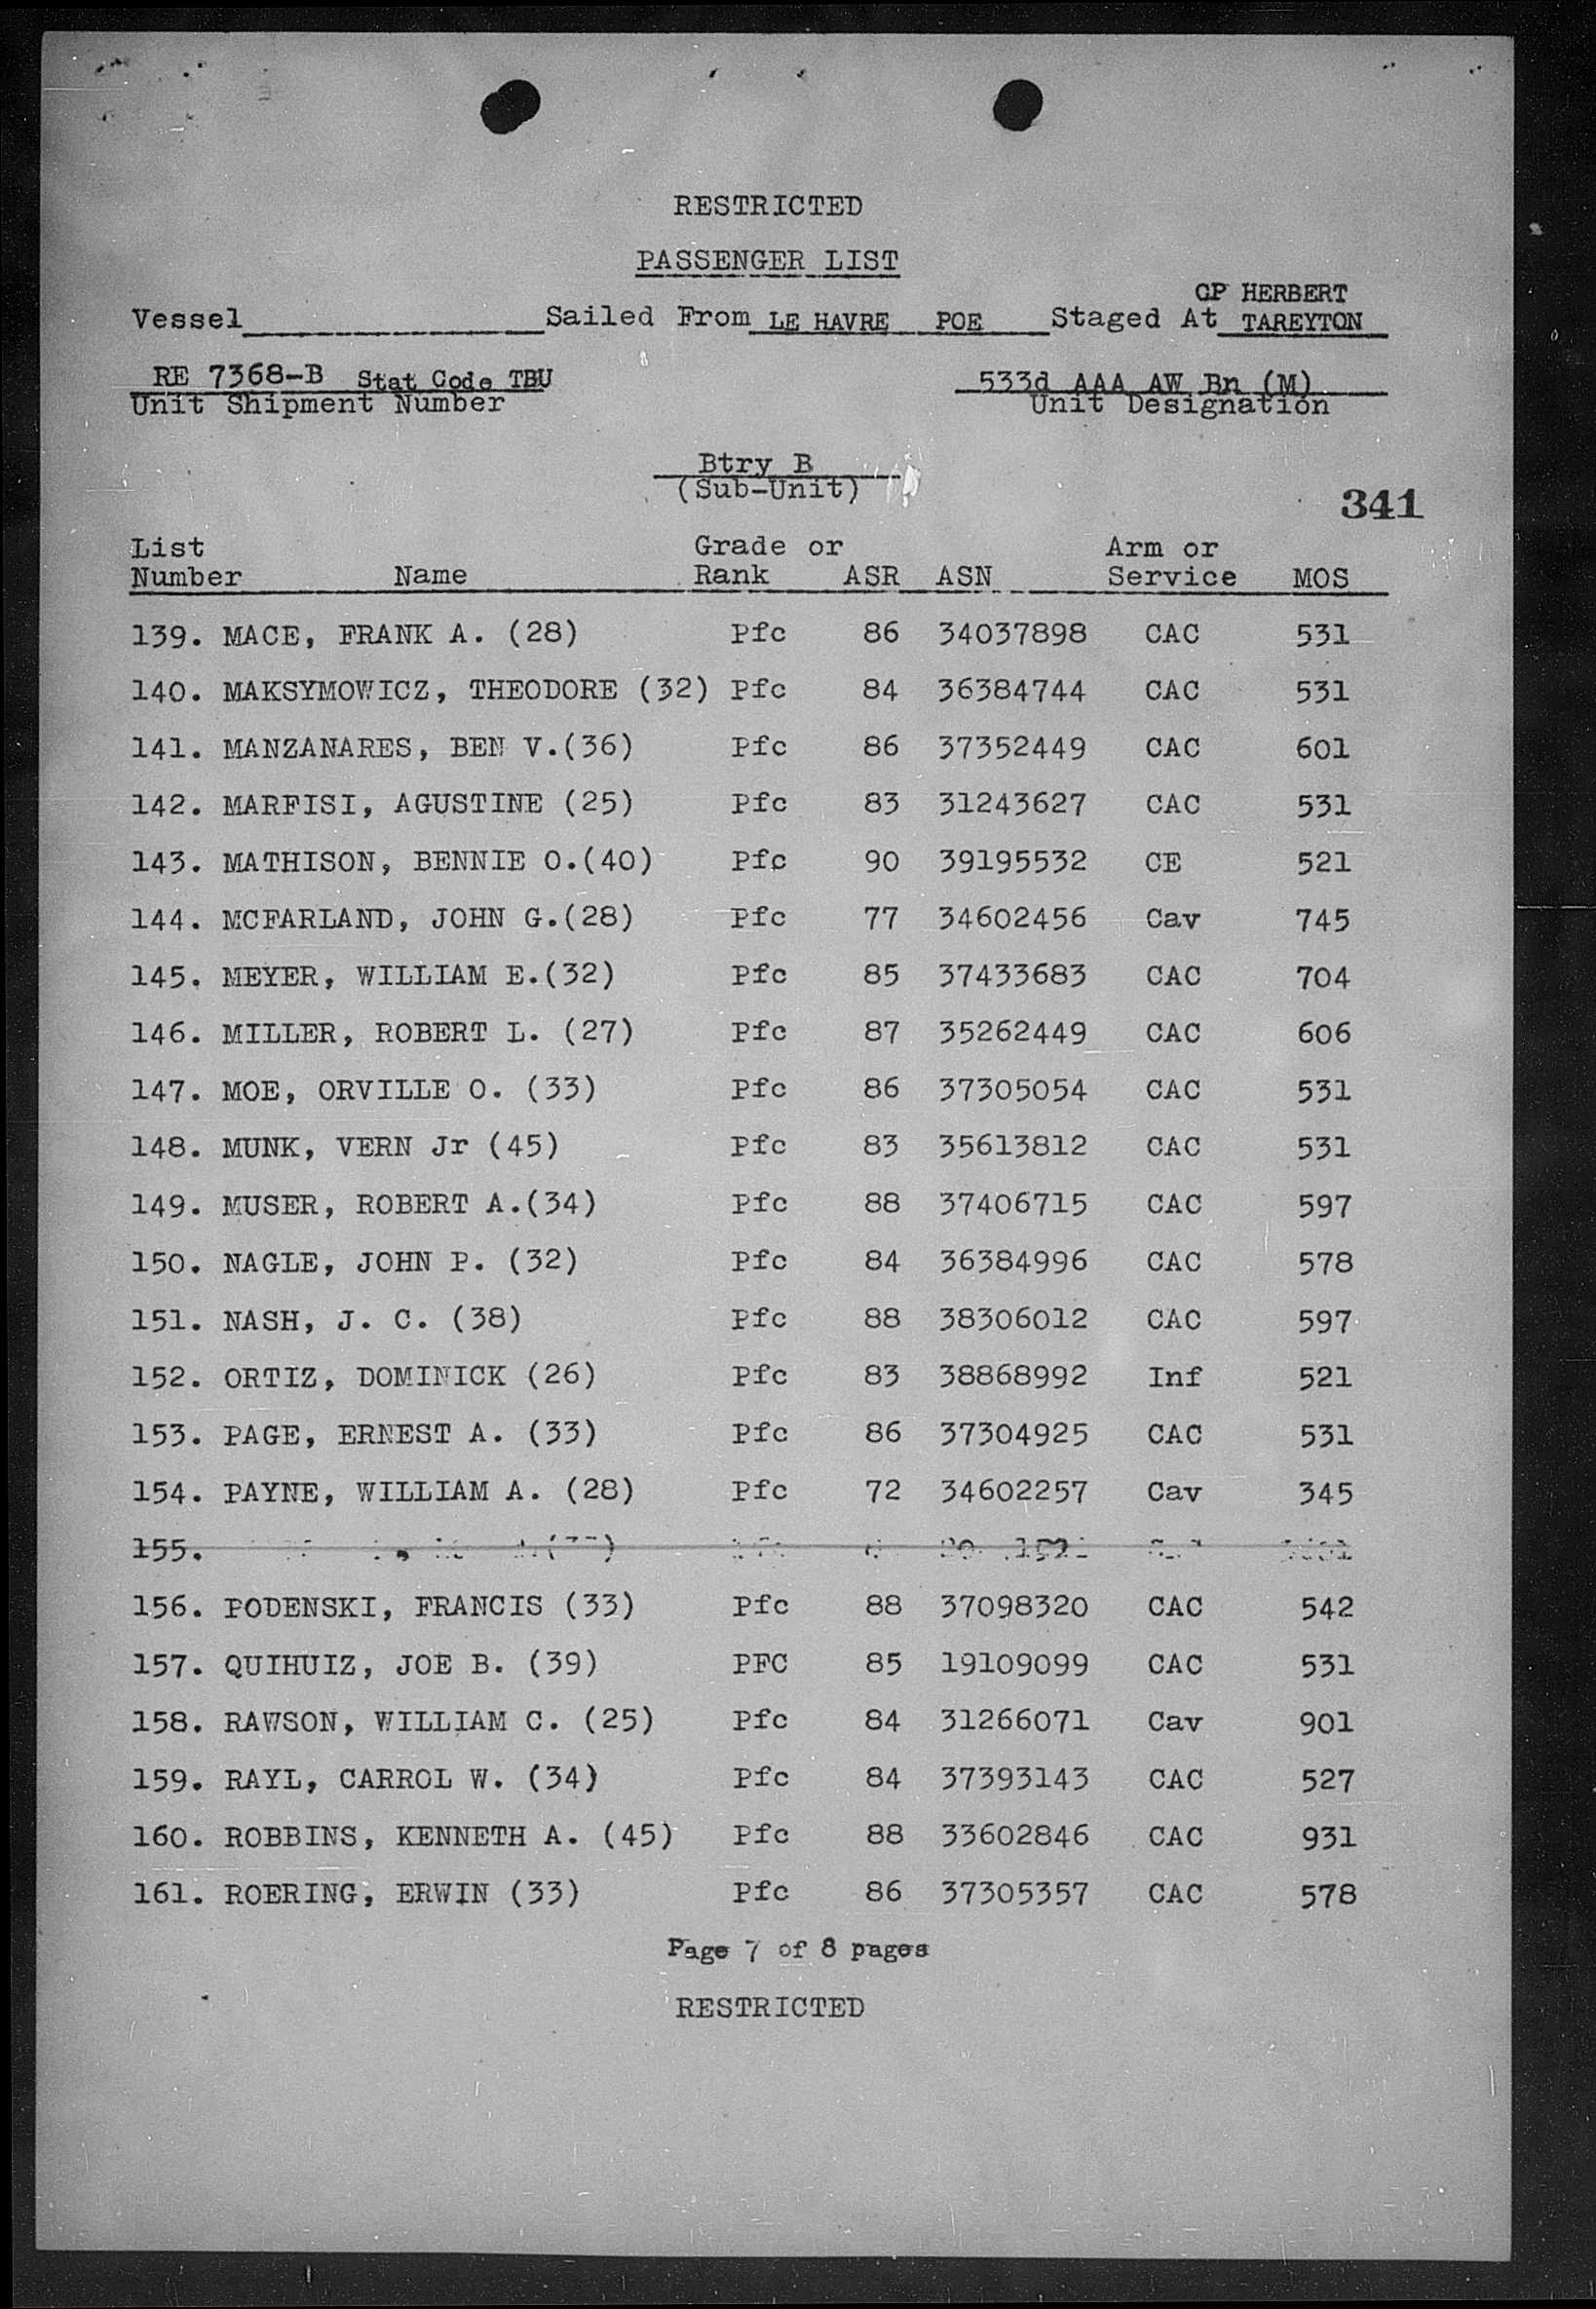 RESTRICTED
PASSENGER LIST
CP HERBERT
Vessel Sailed From LE HAVRE POE Staged At TAREYTON
RE 7368-B Stat Code TBU 533d AAA AW Bn (M)
Unit Shipment Number Unit Designation
Btry B
(Sub-Unit)
341
List Grade or Arm or
Number Name Rank ASR ASN Service MOS
139. MACE, FRANK A. (28) Pfc 86 34037898 CAC 531
140. MAKSYMOWICZ, THEODORE (32) Pfc 84 36384744 CAC 531
141. MANZANARES, BEN V.(36) Pfc 86 37352449 CAC 601
142. MARFISI, AGUSTINE (25) Pfc 83 31243627 CAC 531
143. MATHISON, BENNIE O.(40) Pfc 90 39195532 CE 521
144. MCFARLAND, JOHN G.(28) Pfc 77 34602456 Cav 745
145. MEYER, WILLIAM E.(32) Pfc 85 37433683 CAC 704
146. MILLER, ROBERT L. (27) Pfc 87 35262449 CAC 606
147. MOE, ORVILLE O. (33) Pfc 86 37305054 CAC 531
148. MUNK, VERN Jr (45) Pfc 83 35613812 CAC 531
149. MUSER, ROBERT A.(34) Pfc 88 37406715 CAC 597
150. NAGLE, JOHN P. (32) Pfc 84 36384996 CAC 578
151. NASH, J. C. (38) Pfc 88 38306012 CAC 597
152. ORTIZ, DOMINICK (26) Pfc 83 38868992 Inf 521
153. PAGE, ERNEST A. (33) Pfc 86 37304925 CAC 531
154. PAYNE, WILLIAM A. (28) Pfc 72 34602257 Cav 345
155.
156. PODENSKI, FRANCIS (33) Pfc 88 37098320 CAC 542
157. QUIHUIZ, JOE B. (39) PFC 85 19109099 CAC 531
158. RAWSON, WILLIAM C. (25) Pfc 84 31266071 Cav 901
159. RAYL, CARROL W. (34) Pfc 84 37393143 CAC 527
160. ROBBINS, KENNETH A. (45) Pfc 88 33602846 CAC 931
161. ROERING, ERWIN (33) Pfc 86 37305357 CAC 578
Page 7 of 8 pages
RESTRICTED